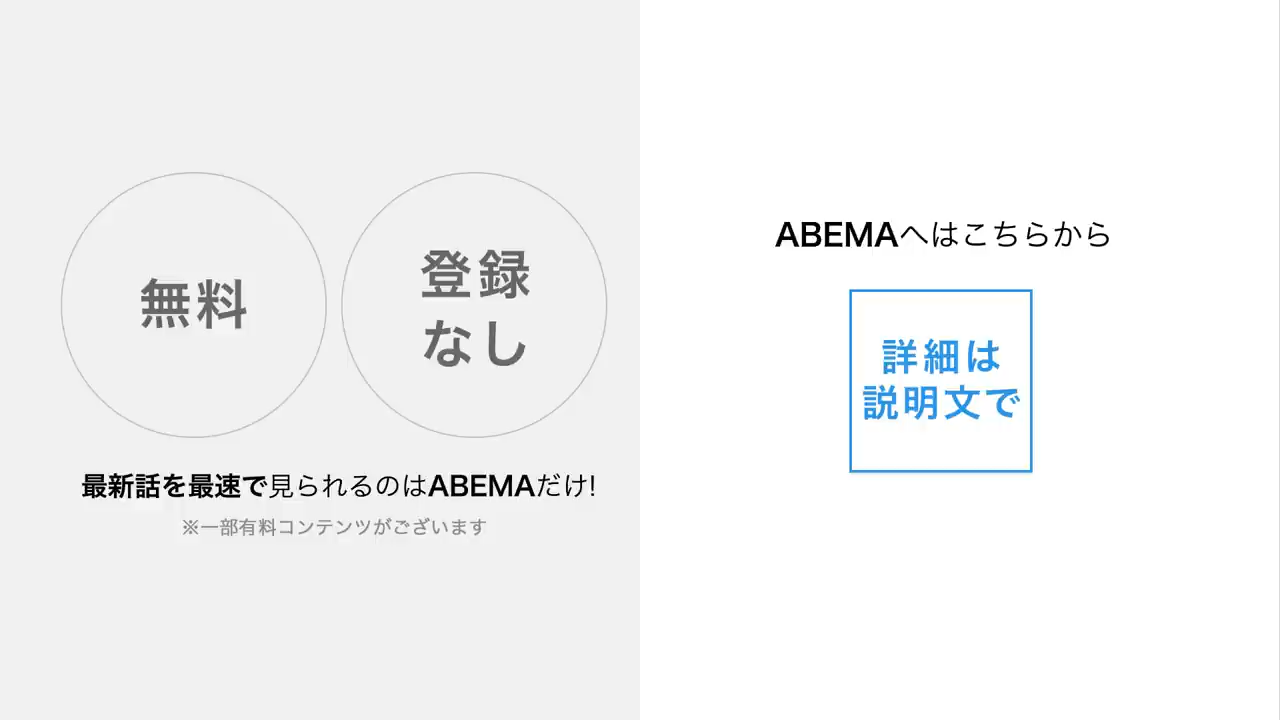 無料
登録
なし
最新話を最速で見られるのはABEMAだけ!
※一部有料コンテンツがございます
ABEMAへはこちらから
詳細は
説明文で